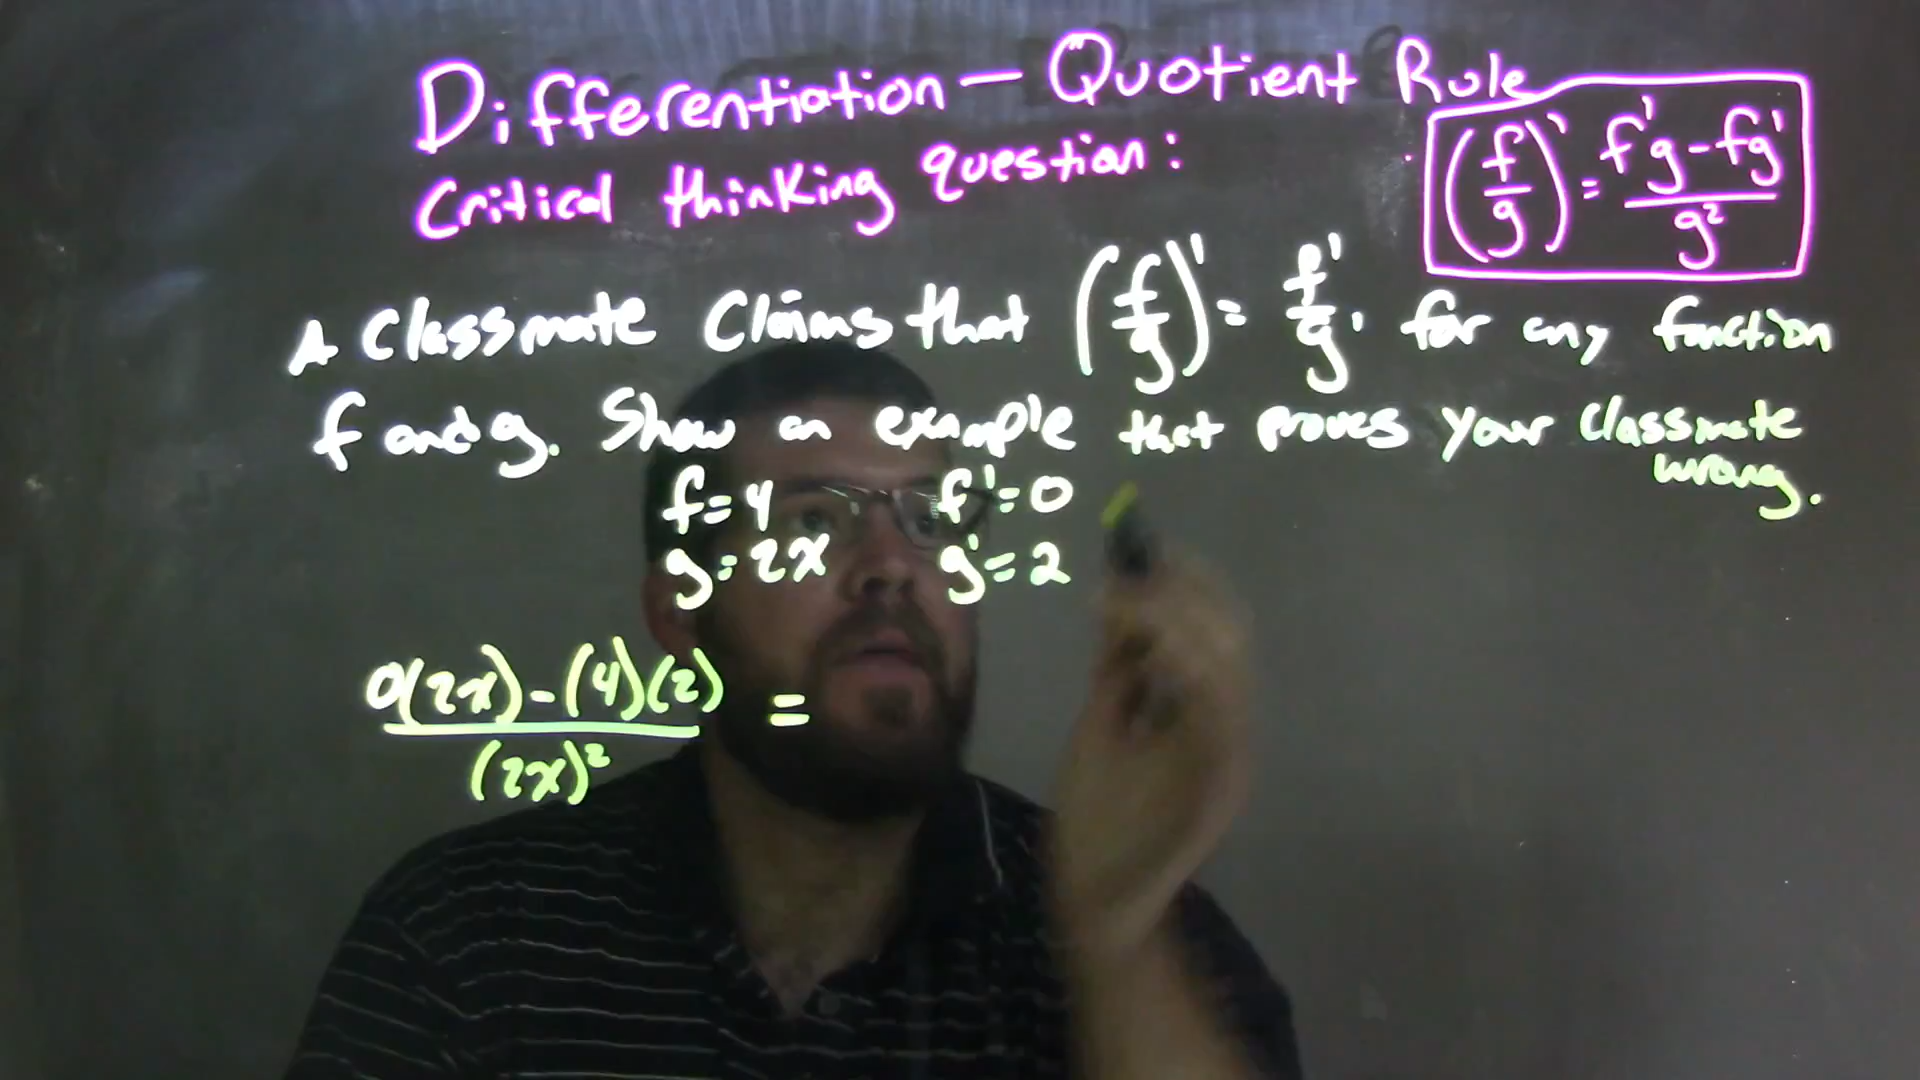 Differentiation — Quotient Rule
Critical thinking question:
(f/g)' = (f'g - fg')/g²
A Classmate Claims that (f/g)' = f'/g' for any function
f and g. Show an example that proves your classmate
wrong.
f = 4 f' = 0
g = 2x g' = 2
(0(2x) - (4)(2))/(2x)² =